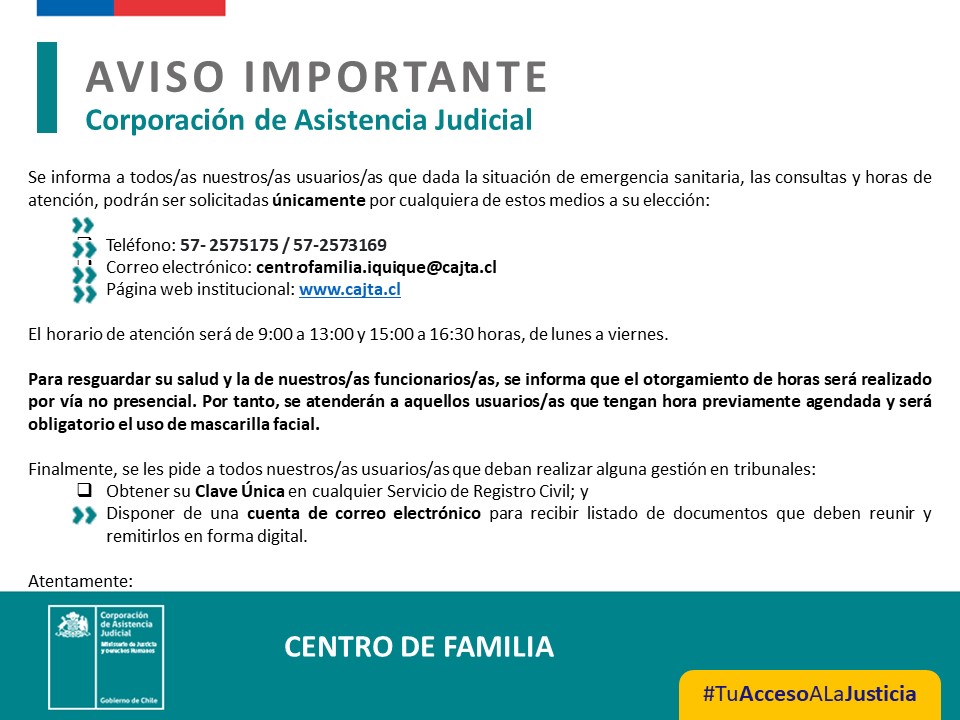 AVISO IMPORTANTE
Corporación de Asistencia Judicial
Se informa a todos/as nuestros/as usuarios/as que dada la situación de emergencia sanitaria, las consultas y horas de
atención, podrán ser solicitadas únicamente por cualquiera de estos medios a su elección:
Teléfono: 57- 2575175 / 57-2573169
Correo electrónico: centrofamilia.iquique@cajta.cl
Página web institucional: www.cajta.cl
El horario de atención será de 9:00 a 13:00 y 15:00 a 16:30 horas, de lunes a viernes.
Para resguardar su salud y la de nuestros/as funcionarios/as, se informa que el otorgamiento de horas será realizado
por vía no presencial. Por tanto, se atenderán a aquellos usuarios/as que tengan hora previamente agendada y será
obligatorio el uso de mascarilla facial.
Finalmente, se les pide a todos nuestros/as usuarios/as que deban realizar alguna gestión en tribunales:
Obtener su Clave Única en cualquier Servicio de Registro Civil; y
Disponer de una cuenta de correo electrónico para recibir listado de documentos que deben reunir y
remitirlos en forma digital.
Atentamente:
Corporación
de Asistencia
Judicial
Ministerio de Justicia
y Derechos Humanos
Gobierno de Chile
CENTRO DE FAMILIA
#TuAccesoALaJusticia